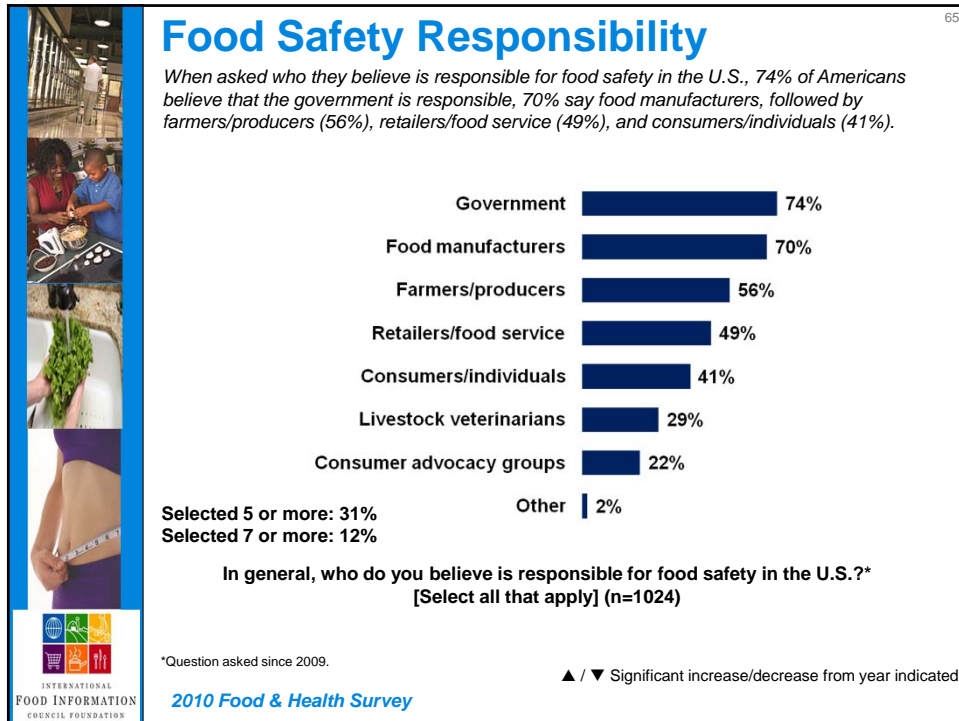 65
Food Safety Responsibility
When asked who they believe is responsible for food safety in the U.S., 74% of Americans
believe that the government is responsible, 70% say food manufacturers, followed by
farmers/producers (56%), retailers/food service (49%), and consumers/individuals (41%).
Government 74%
Food manufacturers 70%
Farmers/producers 56%
Retailers/food service 49%
Consumers/individuals 41%
Livestock veterinarians 29%
Consumer advocacy groups 22%
Other 2%
Selected 5 or more: 31%
Selected 7 or more: 12%
In general, who do you believe is responsible for food safety in the U.S.?*
[Select all that apply] (n=1024)
*Question asked since 2009.
▲ / ▼ Significant increase/decrease from year indicated
2010 Food & Health Survey
INTERNATIONAL
FOOD INFORMATION
COUNCIL FOUNDATION